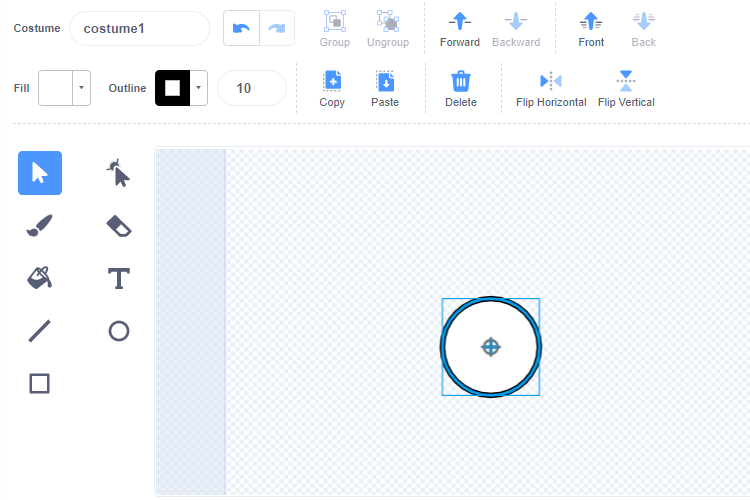 Costume
costume1
Group
Ungroup
Forward
Backward
Front
Back
Fill
Outline
10
Copy
Paste
Delete
Flip Horizontal
Flip Vertical
T